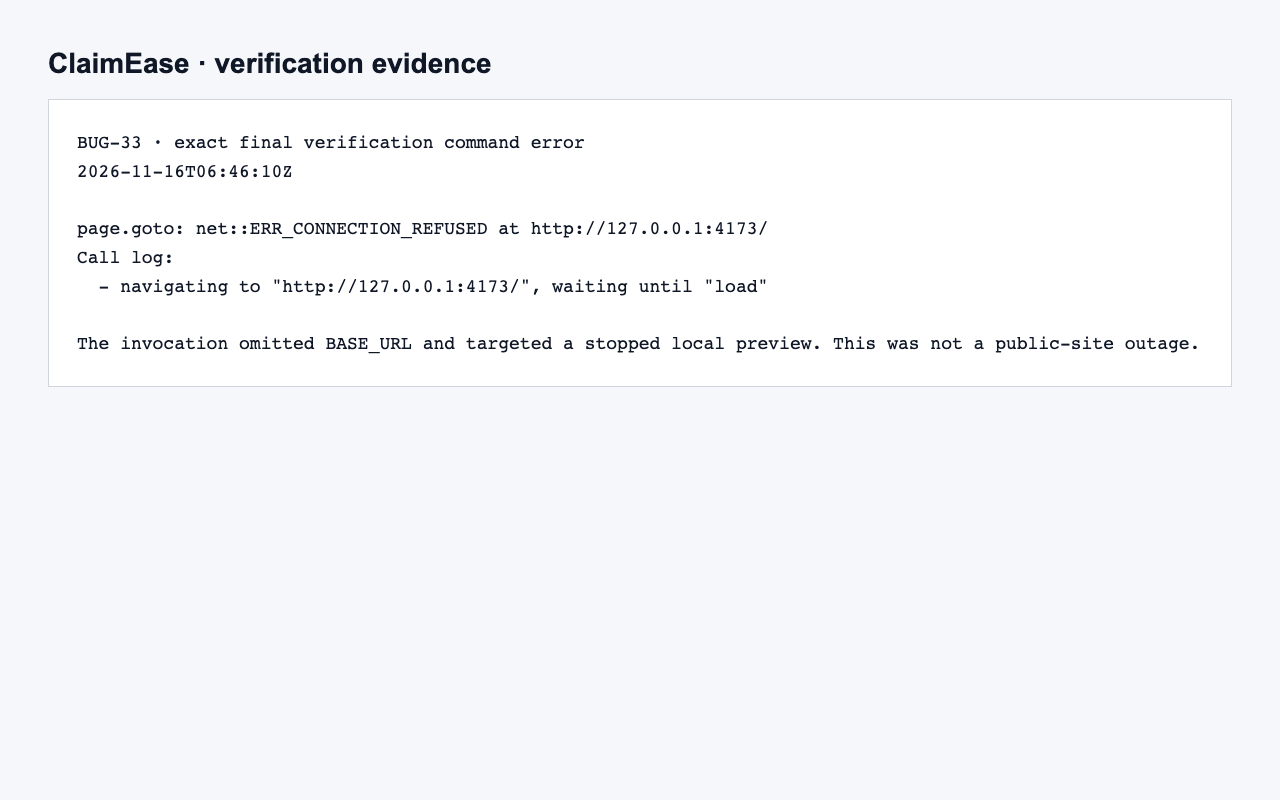 ClaimEase · verification evidence
BUG-33 · exact final verification command error
2026-11-16T06:46:10Z
page.goto: net::ERR_CONNECTION_REFUSED at http://127.0.0.1:4173/
Call log:
  - navigating to "http://127.0.0.1:4173/", waiting until "load"
The invocation omitted BASE_URL and targeted a stopped local preview. This was not a public-site outage.